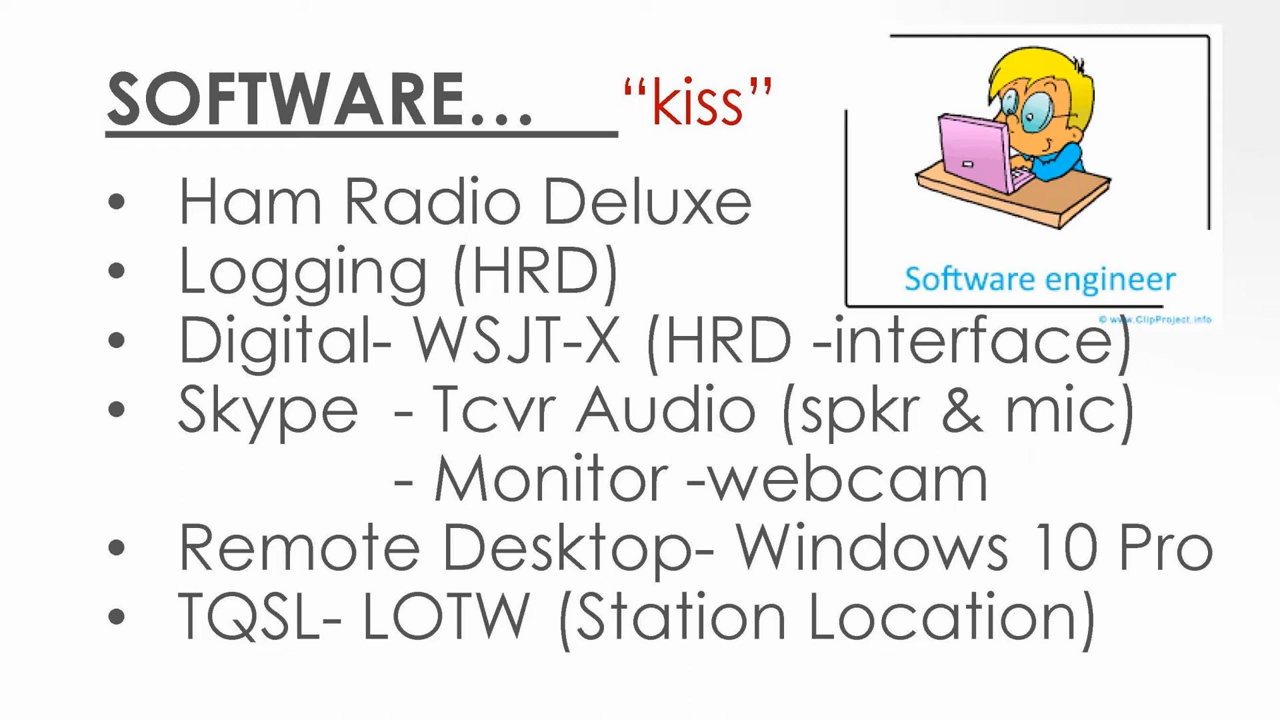 SOFTWARE... “kiss”
• Ham Radio Deluxe
• Logging (HRD)
• Digital- WSJT-X (HRD -interface)
• Skype - Tcvr Audio (spkr & mic)
- Monitor -webcam
• Remote Desktop- Windows 10 Pro
• TQSL- LOTW (Station Location)
Software engineer
© www.ClipProject.info